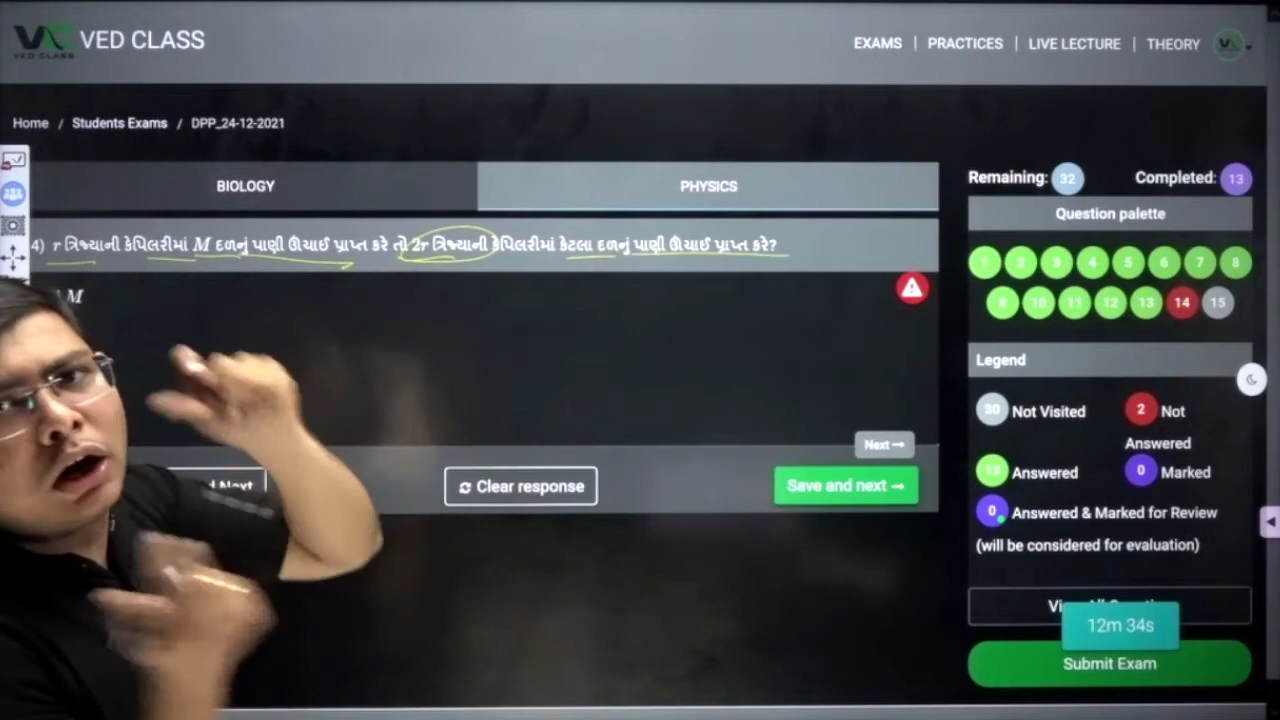 VED CLASS
VED CLASS
EXAMS | PRACTICES | LIVE LECTURE | THEORY
Home / Students Exams / DPP_24-12-2021
BIOLOGY
PHYSICS
4) r ત્રિજ્યાની કેપિલરીમાં M દળનું પાણી ઊંચાઈ પ્રાપ્ત કરે તો 2r ત્રિજ્યાની કેપિલરીમાં કેટલા દળનું પાણી ઊંચાઈ પ્રાપ્ત કરે?
M
Next →
Next
Clear response
Save and next →
Remaining: 32
Completed: 13
Question palette
1 2 3 4 5 6 7 8
9 10 11 12 13 14 15
Legend
30 Not Visited
2 Not Answered
13 Answered
0 Marked
0 Answered & Marked for Review
(will be considered for evaluation)
12m 34s
Submit Exam